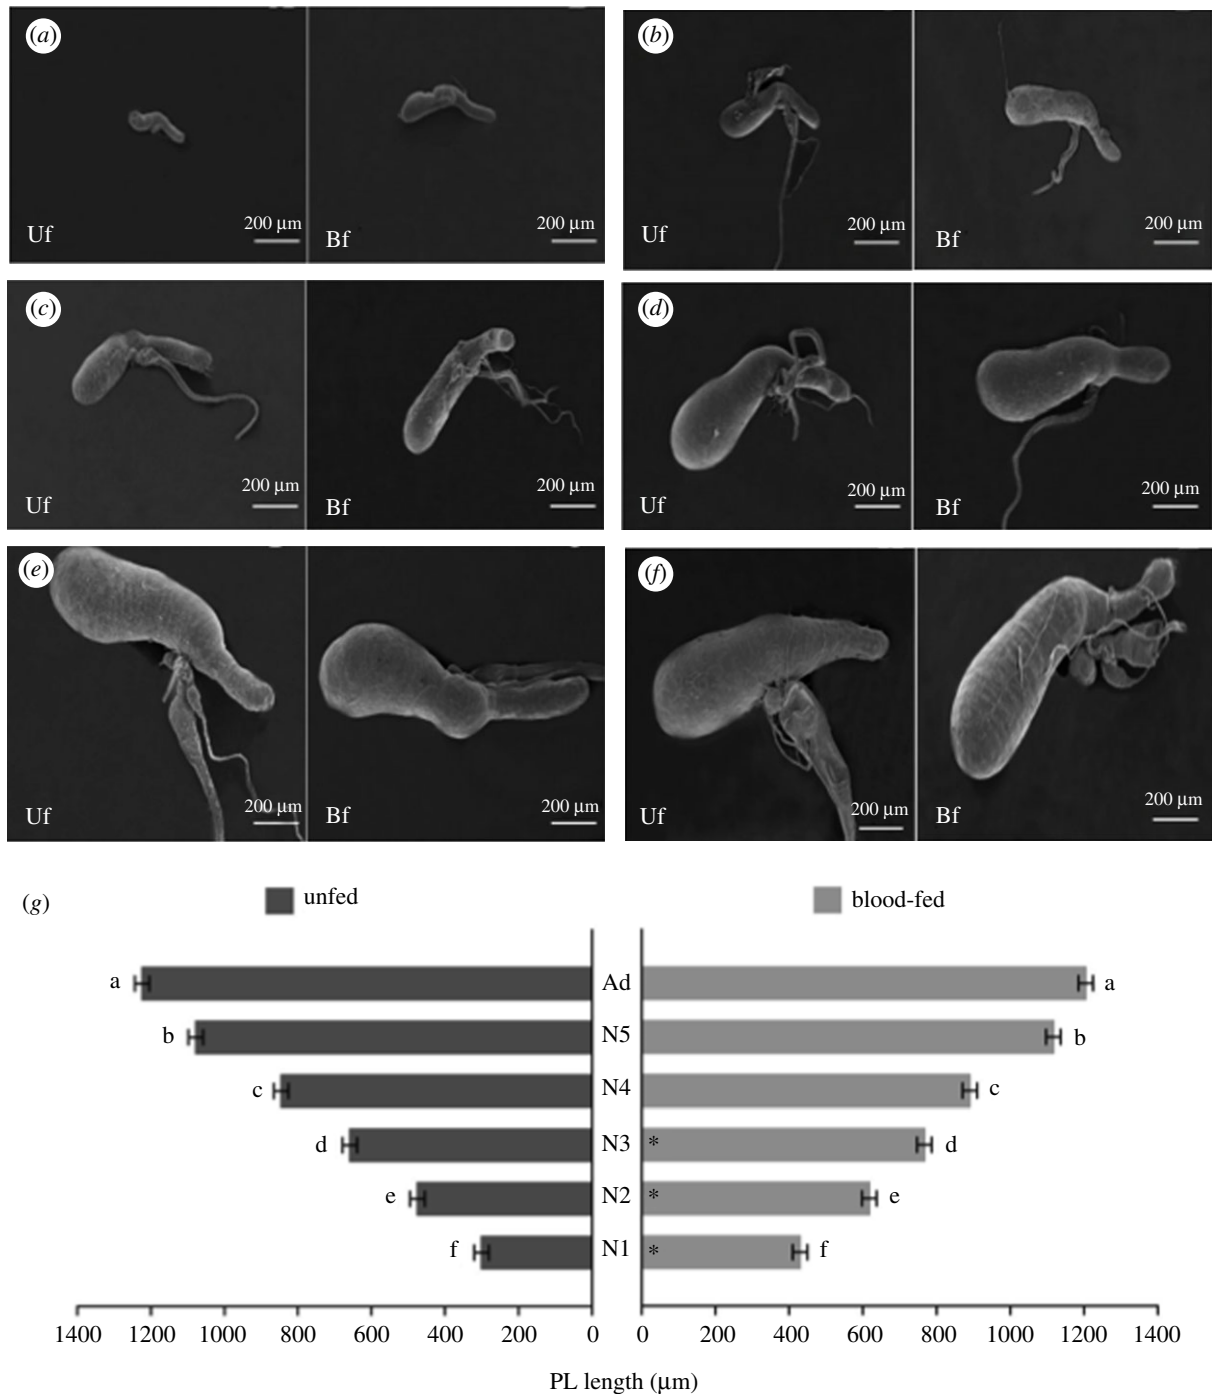 (a)
(b)
200 µm
200 µm
200 µm
200 µm
Uf
Bf
Uf
Bf
(c)
(d)
200 µm
200 µm
200 µm
200 µm
Uf
Bf
Uf
Bf
(e)
(f)
200 µm
200 µm
200 µm
200 µm
Uf
Bf
Uf
Bf
(g)
unfed
blood-fed
a Ad a
b N5 b
c N4 c
d N3 * d
e N2 * e
f N1 * f
1400 1200 1000 800 600 400 200 0 0 200 400 600 800 1000 1200 1400
PL length (µm)